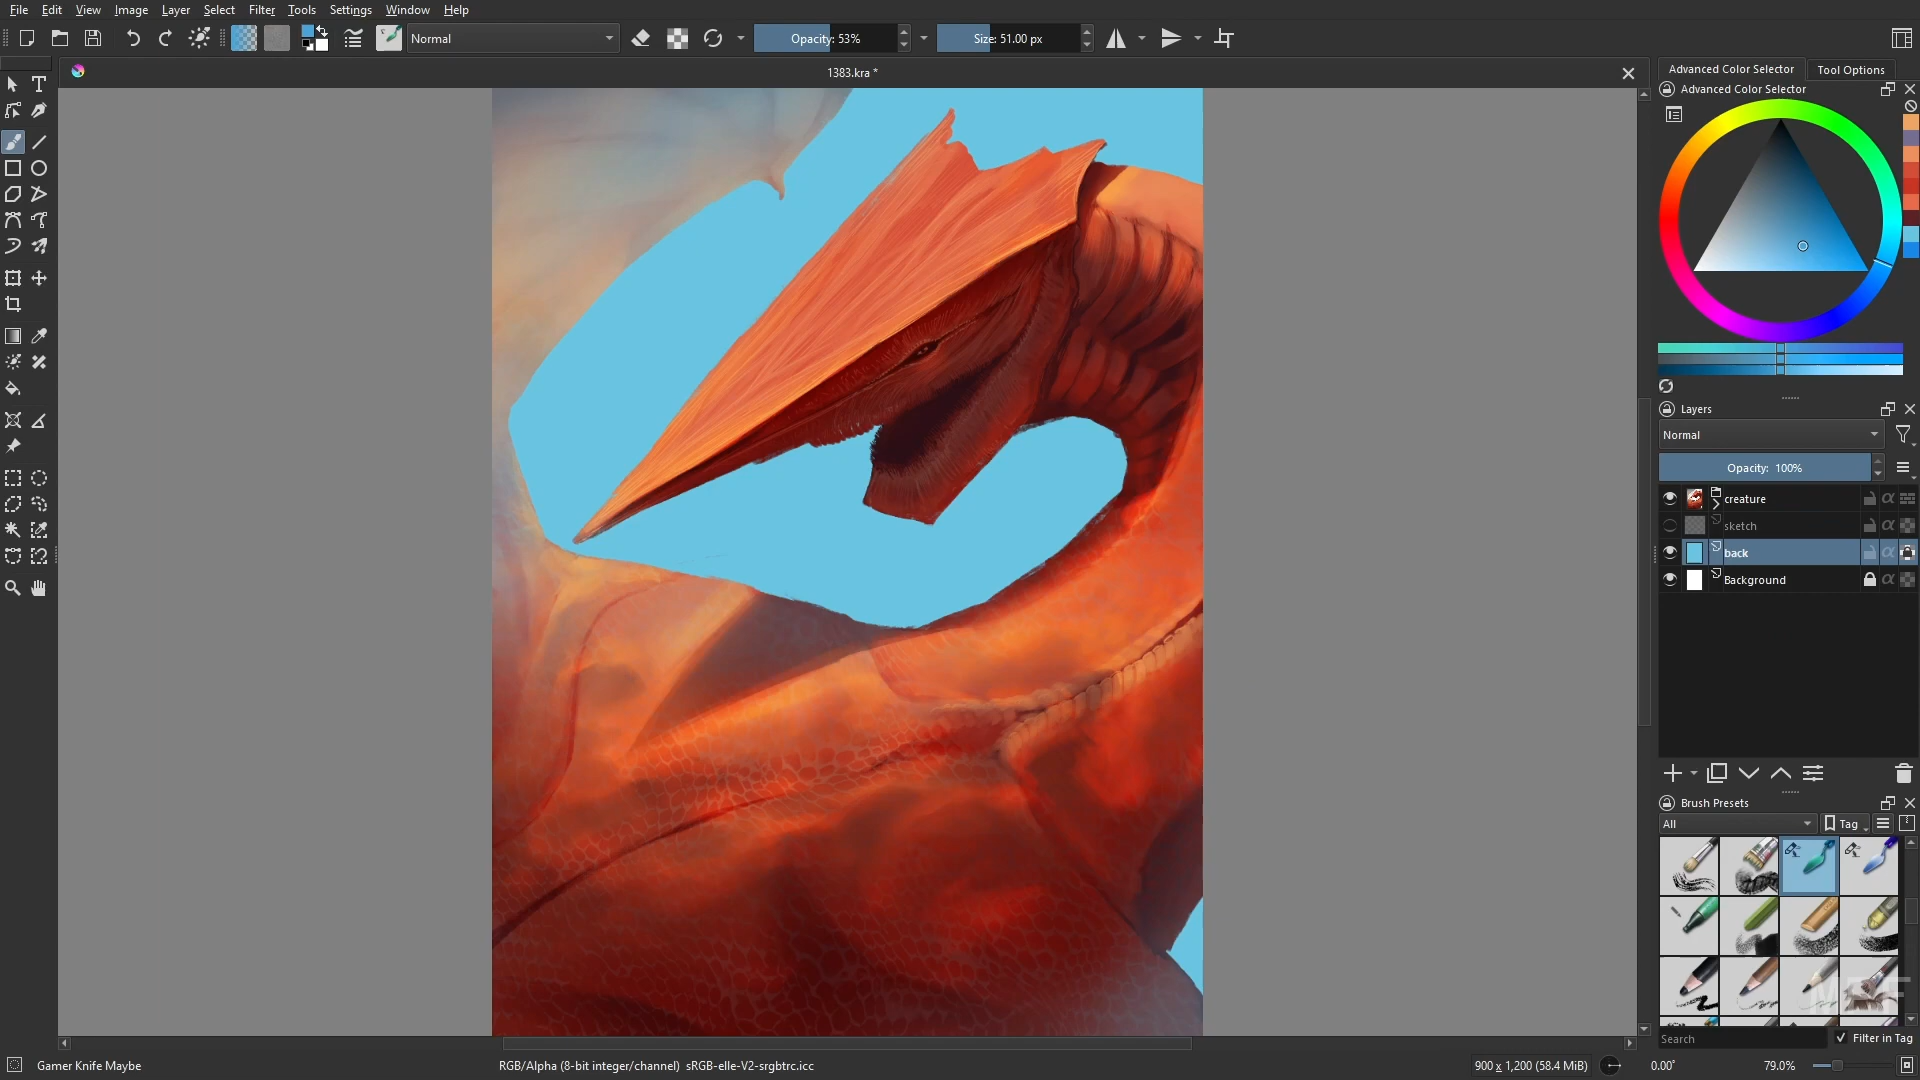 File Edit View Image Layer Select Filter Tools Settings Window Help
Normal
Opacity: 53%
Size: 51.00 px
1383.kra *
Advanced Color Selector
Tool Options
Advanced Color Selector
Layers
Normal
Opacity: 100%
creature
sketch
back
Background
Brush Presets
All
Tag
Search
Filter in Tag
Gamer Knife Maybe
RGB/Alpha (8-bit integer/channel) sRGB-elle-V2-srgbtrc.icc
900 x 1,200 (58.4 MiB)
0.00°
79.0%